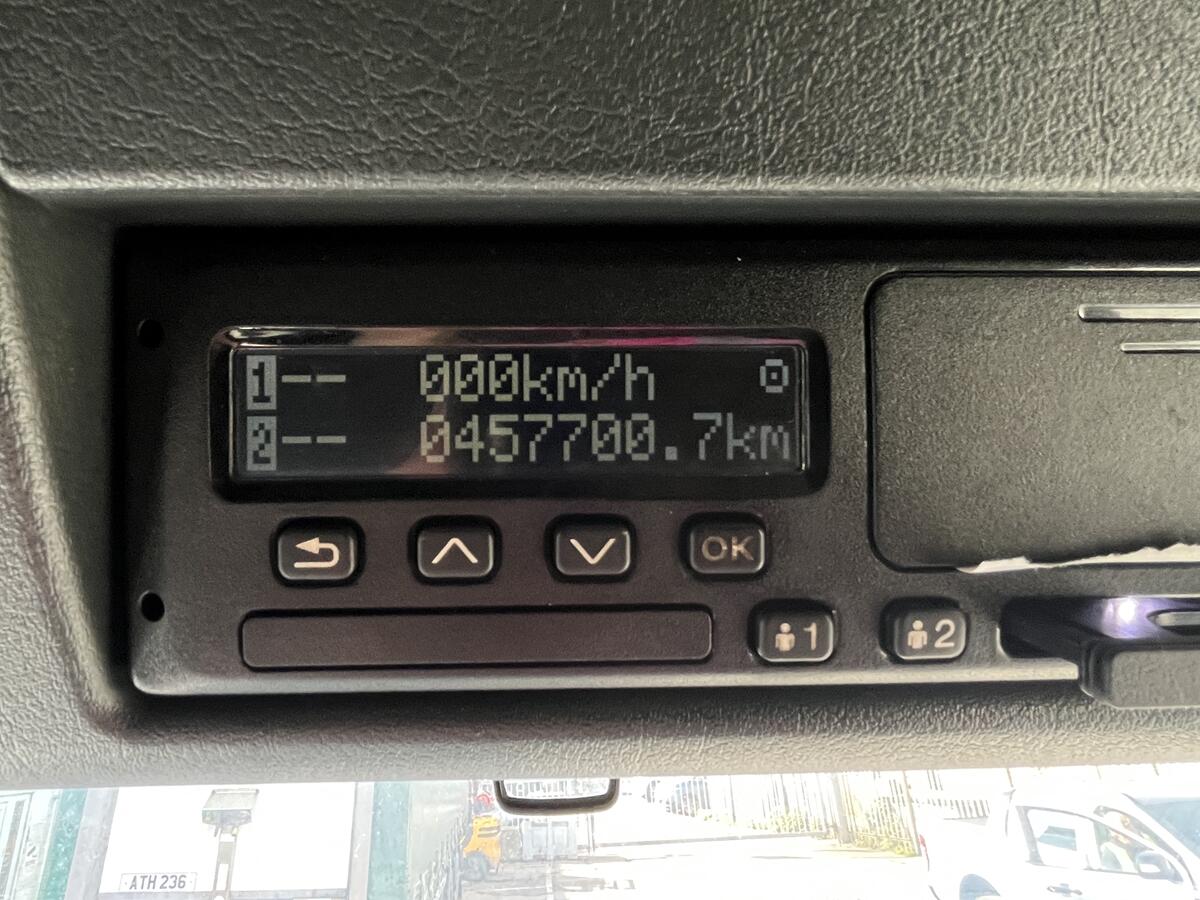 1-- 000km/h
2-- 0457700.7km
OK
1 2
ATH 236